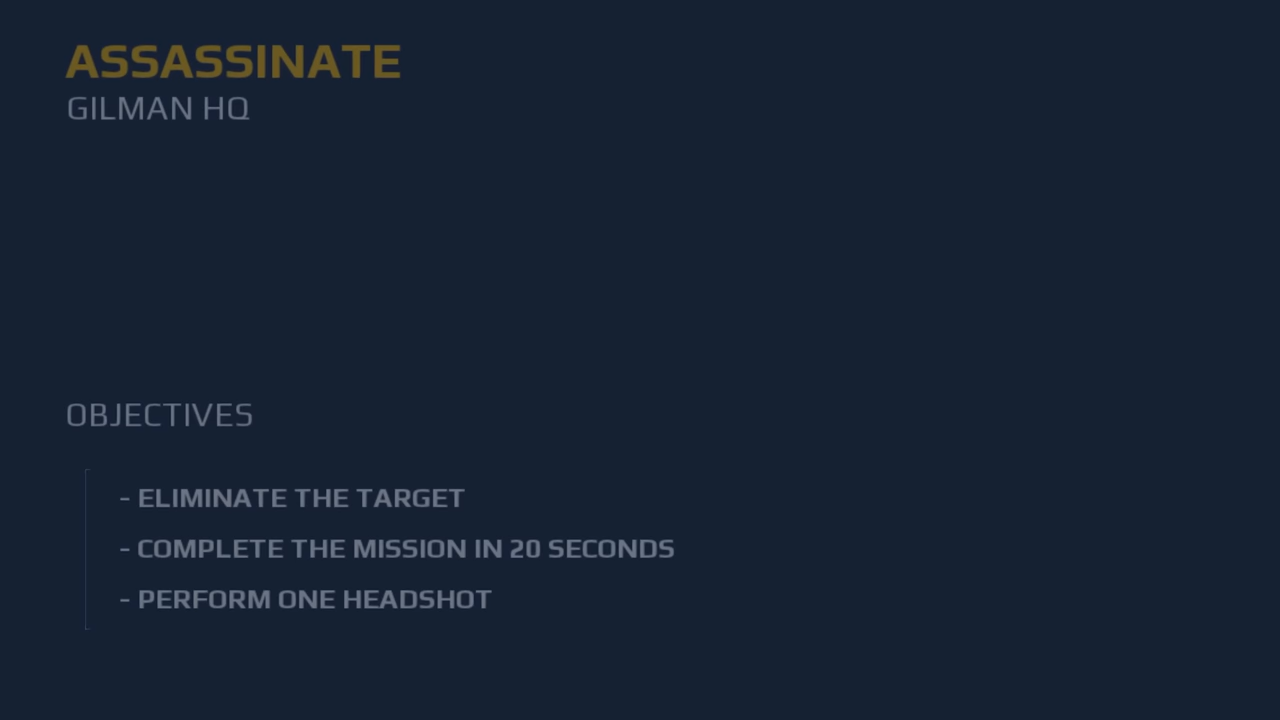 ASSASSINATE
GILMAN HQ
OBJECTIVES
- ELIMINATE THE TARGET
- COMPLETE THE MISSION IN 20 SECONDS
- PERFORM ONE HEADSHOT